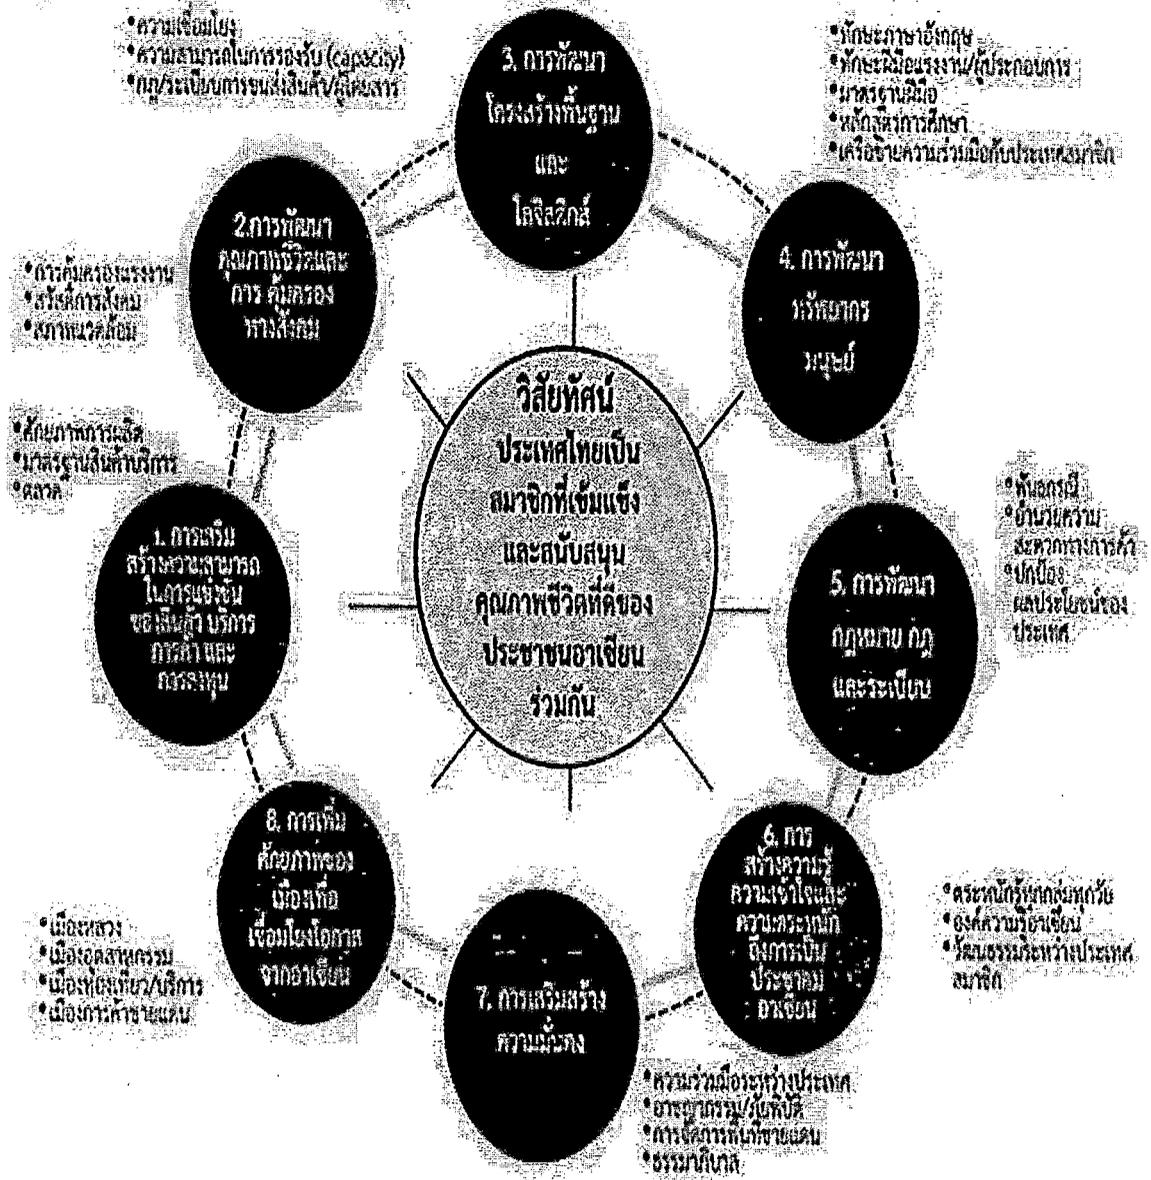 •ความเชื่อมโยง
•ความสามารถในการรองรับ (capacity)
•กฎ/ระเบียบการขนส่งสินค้า/ผู้โดยสาร
3. การพัฒนา
โครงสร้างพื้นฐาน
และ
โลจิสติกส์
•ทักษะภาษาอังกฤษ
•ทักษะฝีมือแรงงาน/ผู้ประกอบการ
•มาตรฐานฝีมือ
•หลักสูตรการศึกษา
•เครือข่ายความร่วมมือกับประเทศสมาชิก
2.การพัฒนา
คุณภาพชีวิตและ
การ คุ้มครอง
ทางสังคม
•การคุ้มครองแรงงาน
•สวัสดิการสังคม
•สภาพแวดล้อม
4. การพัฒนา
ทรัพยากร
มนุษย์
วิสัยทัศน์
ประเทศไทยเป็น
สมาชิกที่เข้มแข็ง
และสนับสนุน
คุณภาพชีวิตที่ดีของ
ประชาชนอาเซียน
ร่วมกัน
•ศักยภาพการผลิต
•มาตรฐานสินค้าบริการ
•ตลาด
1. การเสริม
สร้างความสามารถ
ในการแข่งขัน
ของสินค้า บริการ
การค้า และ
การลงทุน
5. การพัฒนา
กฎหมาย กฎ
และระเบียบ
•พันธกรณี
•อำนวยความ
สะดวกทางการค้า
•ปกป้อง
ผลประโยชน์ของ
ประเทศ
8. การเพิ่ม
ศักยภาพของ
เมืองเพื่อ
เชื่อมโยงโอกาส
จากอาเซียน
•เมืองหลวง
•เมืองอุตสาหกรรม
•เมืองท่องเที่ยว/บริการ
•เมืองการค้าชายแดน
7. การเสริมสร้าง
ความมั่นคง
•ความร่วมมือระหว่างประเทศ
•อาชญากรรม/ภัยพิบัติ
•การจัดการพื้นที่ชายแดน
•ธรรมาภิบาล
6. การ
สร้างความรู้
ความเข้าใจและ
ความตระหนัก
ถึงการเป็น
ประชาคม
อาเซียน
•ตระหนักรู้ทุกกลุ่มทุกวัย
•องค์ความรู้อาเซียน
•วัฒนธรรมระหว่างประเทศ
สมาชิก